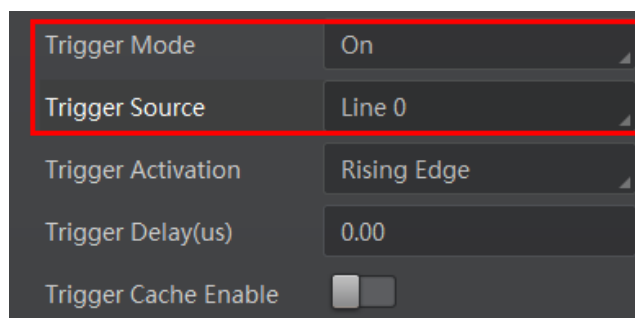 Trigger Mode On
Trigger Source Line 0
Trigger Activation Rising Edge
Trigger Delay(us) 0.00
Trigger Cache Enable